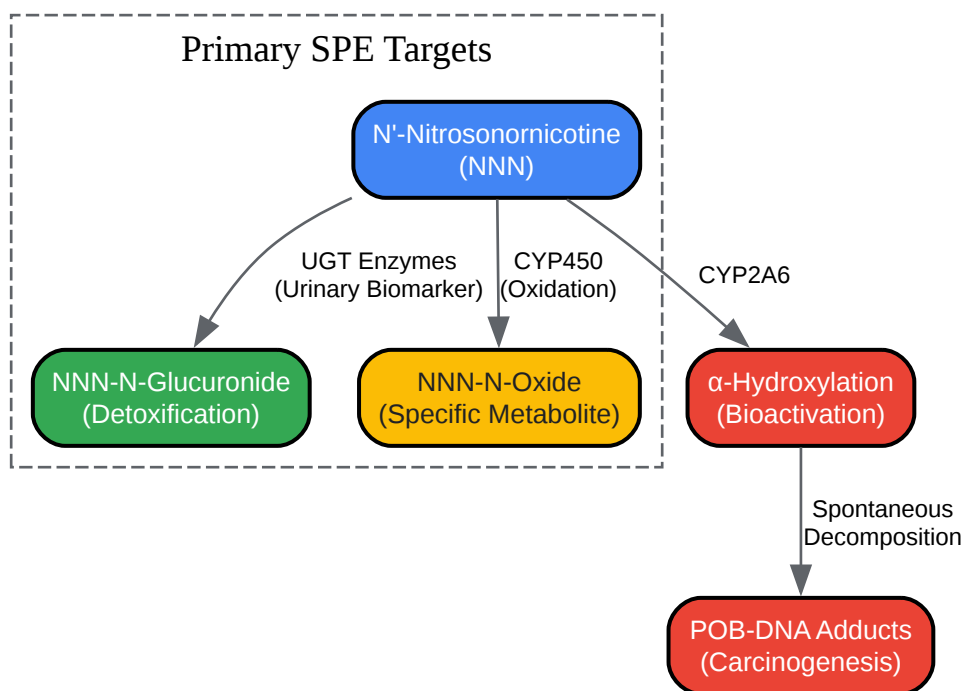 Primary SPE Targets
N'-Nitrosonornicotine
(NNN)
UGT Enzymes
(Urinary Biomarker)
CYP450
(Oxidation)
CYP2A6
NNN-N-Glucuronide
(Detoxification)
NNN-N-Oxide
(Specific Metabolite)
α-Hydroxylation
(Bioactivation)
Spontaneous
Decomposition
POB-DNA Adducts
(Carcinogenesis)